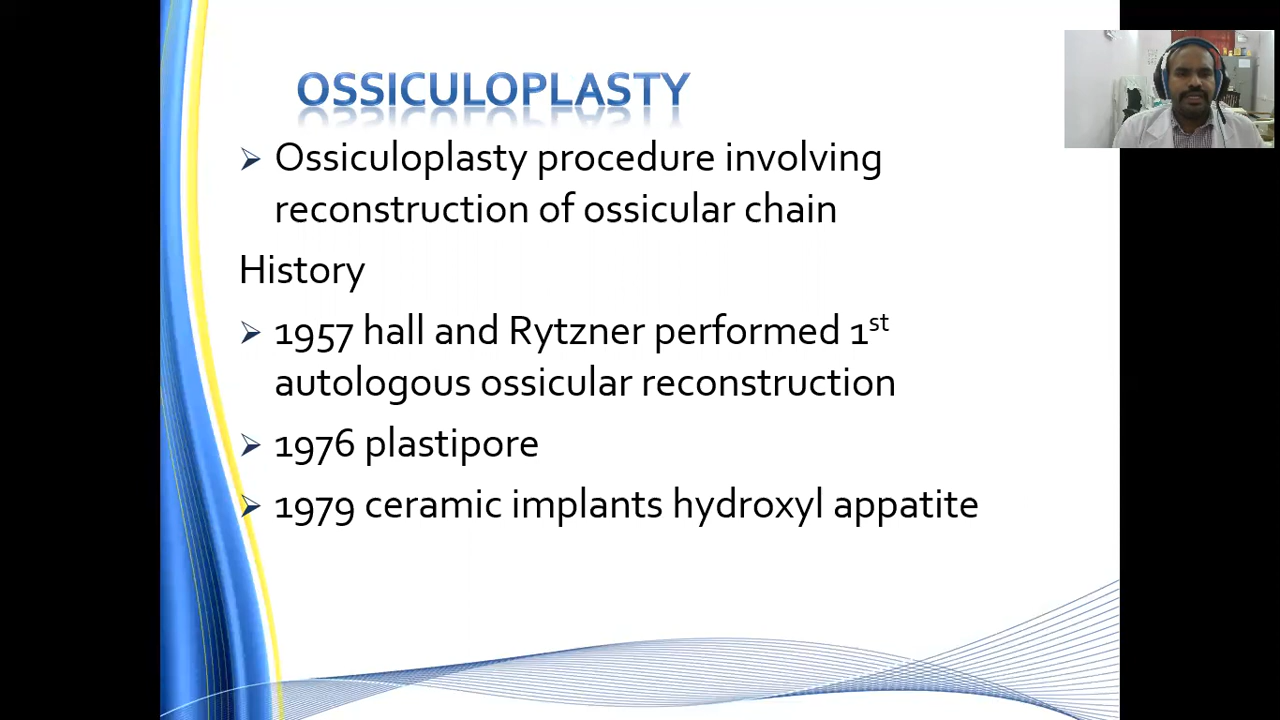 OSSICULOPLASTY
Ossiculoplasty procedure involving
reconstruction of ossicular chain
History
1957 hall and Rytzner performed 1st
autologous ossicular reconstruction
1976 plastipore
1979 ceramic implants hydroxyl appatite